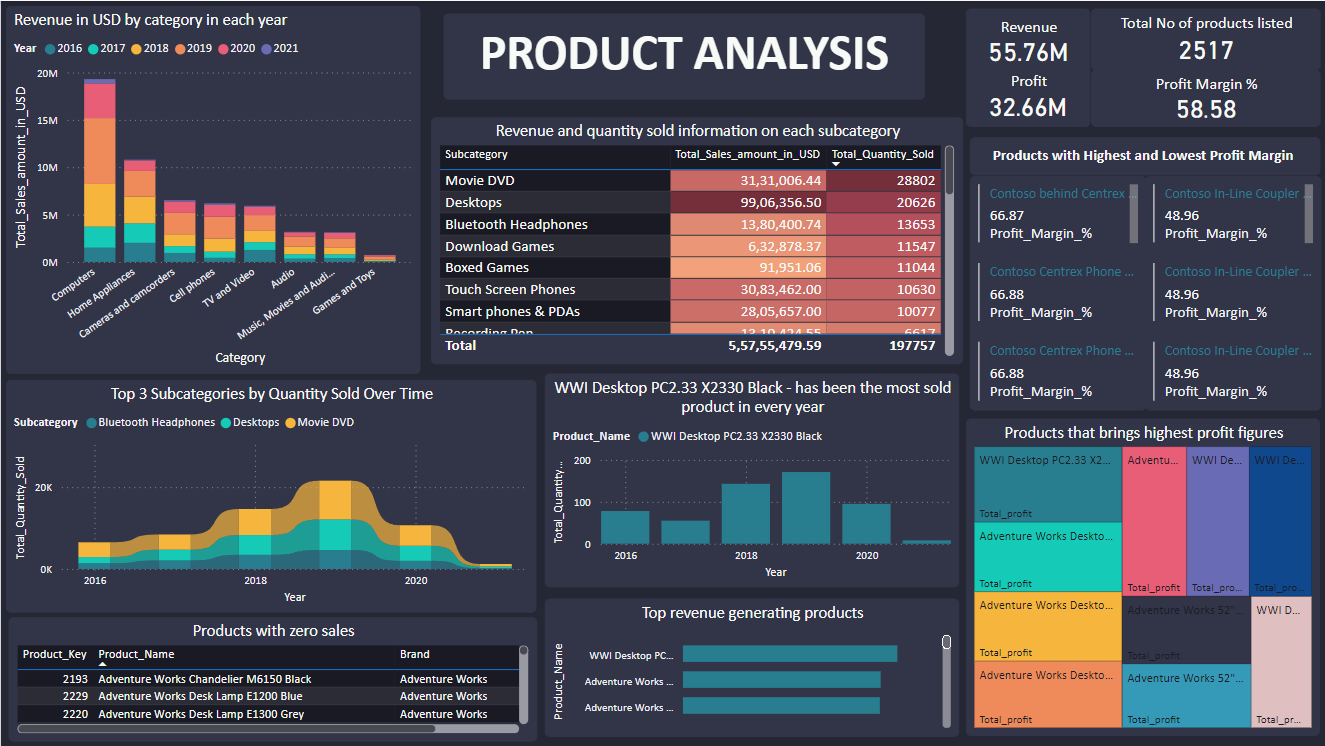 Revenue in USD by category in each year
Year 2016 2017 2018 2019 2020 2021
Total_Sales_amount_in_USD
20M
15M
10M
5M
0M
Computers
Home Appliances
Cameras and camcorders
Cell phones
TV and Video
Audio
Music, Movies and Audi...
Games and Toys
Category
PRODUCT ANALYSIS
Revenue
55.76M
Profit
32.66M
Total No of products listed
2517
Profit Margin %
58.58
Revenue and quantity sold information on each subcategory
Subcategory Total_Sales_amount_in_USD Total_Quantity_Sold
Movie DVD 31,31,006.44 28802
Desktops 99,06,356.50 20626
Bluetooth Headphones 13,80,400.74 13653
Download Games 6,32,878.37 11547
Boxed Games 91,951.06 11044
Touch Screen Phones 30,83,462.00 10630
Smart phones & PDAs 28,05,657.00 10077
Recording Pen 13,10,424.55 6617
Total 5,57,55,479.59 197757
Products with Highest and Lowest Profit Margin
Contoso behind Centrex ...
66.87
Profit_Margin_%
Contoso In-Line Coupler ...
48.96
Profit_Margin_%
Contoso Centrex Phone ...
66.88
Profit_Margin_%
Contoso In-Line Coupler ...
48.96
Profit_Margin_%
Contoso Centrex Phone ...
66.88
Profit_Margin_%
Contoso In-Line Coupler ...
48.96
Profit_Margin_%
Top 3 Subcategories by Quantity Sold Over Time
Subcategory Bluetooth Headphones Desktops Movie DVD
Total_Quantity_Sold
20K
0K
2016 2018 2020
Year
WWI Desktop PC2.33 X2330 Black - has been the most sold
product in every year
Product_Name WWI Desktop PC2.33 X2330 Black
Total_Quantity...
200
100
0
2016 2018 2020
Year
Products that brings highest profit figures
WWI Desktop PC2.33 X2...
Total_profit
Adventure Works Deskto...
Total_profit
Adventure Works Deskto...
Total_profit
Adventure Works Deskto...
Total_profit
Adventu...
Total_profit
WWI De...
Total_pro...
WWI De...
Total_pro...
Adventure Works 52"...
Total_profit
Adventure Works 52"...
Total_profit
WWI D...
Total_pr...
Products with zero sales
Product_Key Product_Name Brand
2193 Adventure Works Chandelier M6150 Black Adventure Works
2229 Adventure Works Desk Lamp E1200 Blue Adventure Works
2220 Adventure Works Desk Lamp E1300 Grey Adventure Works
Top revenue generating products
Product_Name
WWI Desktop PC...
Adventure Works ...
Adventure Works ...